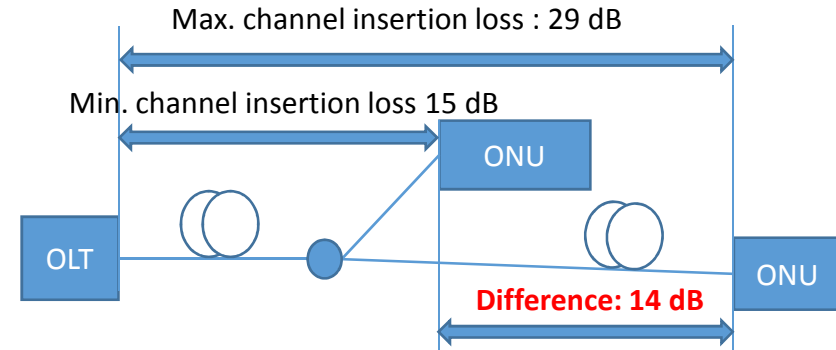 Max. channel insertion loss : 29 dB
Min. channel insertion loss 15 dB
ONU
OLT
ONU
Difference: 14 dB